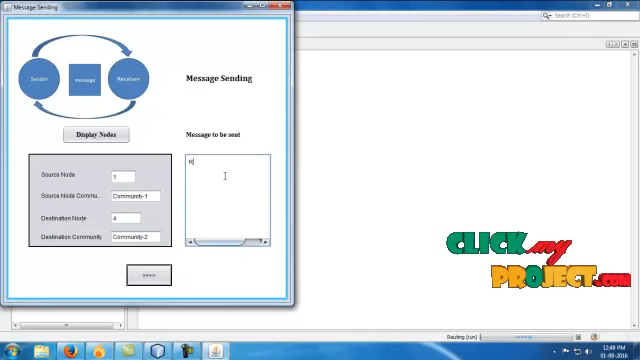 Message Sending
Search (Ctrl+I)
Sender
message
Receiver
Message Sending
Display Nodes
Message to be sent
Source Node
1
Source Node Commu...
Community-1
Destination Node
4
Destination Community
Community-2
R
>>>>
CLICK my
PROJECT.com
Routing (run)
running...
12:48 PM
01-09-2016